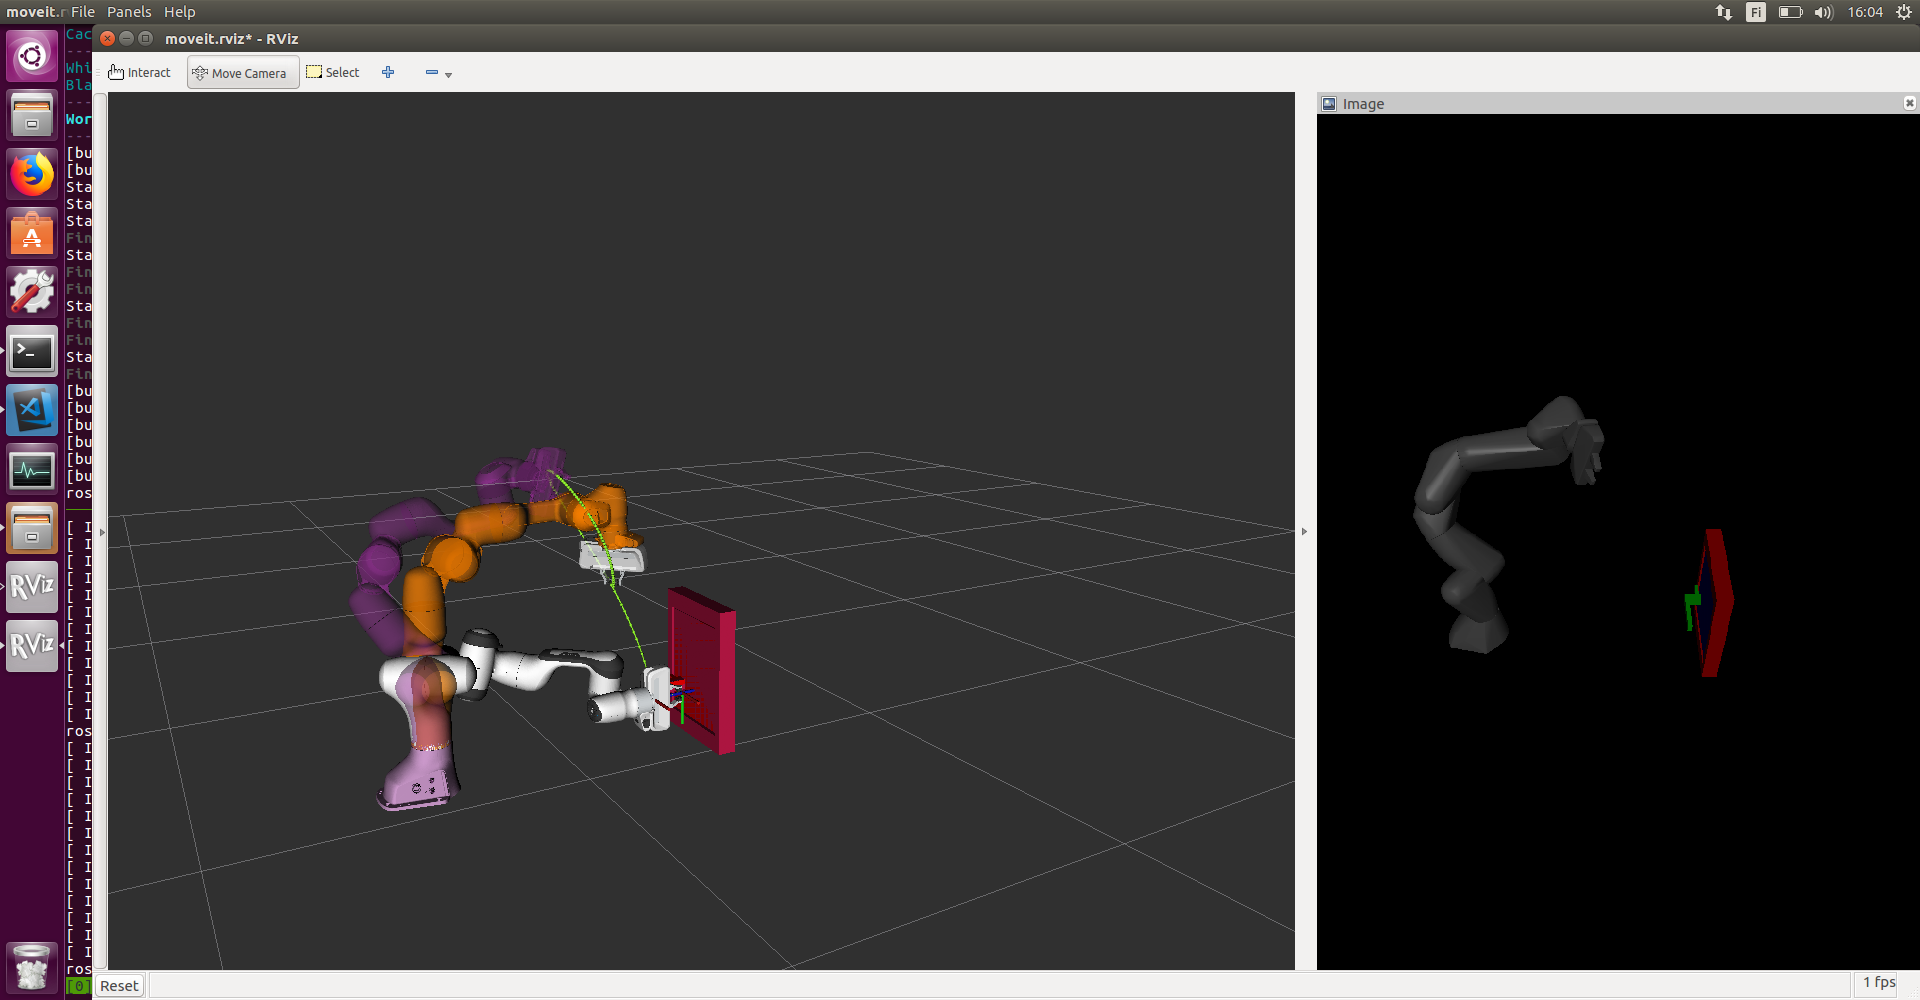 moveit.r File Panels Help
Fi
16:04
moveit.rviz* - RViz
Interact
Move Camera
Select
Image
Cac
---
Whi
Bla
---
Wor
---
[bu
[bu
Sta
Sta
Sta
Fin
Sta
Fin
Fin
Sta
Fin
Fin
Sta
Fin
[bu
[bu
[bu
[bu
[bu
[bu
ros
[ I
[ I
[ I
[ I
[ I
[ I
[ I
[ I
[ I
[ I
[ I
[ I
ros
[ I
[ I
[ I
[ I
[ I
[ I
[ I
[ I
[ I
[ I
[ I
[ I
[ I
ros
[0]
RViz
RViz
Reset
1 fps